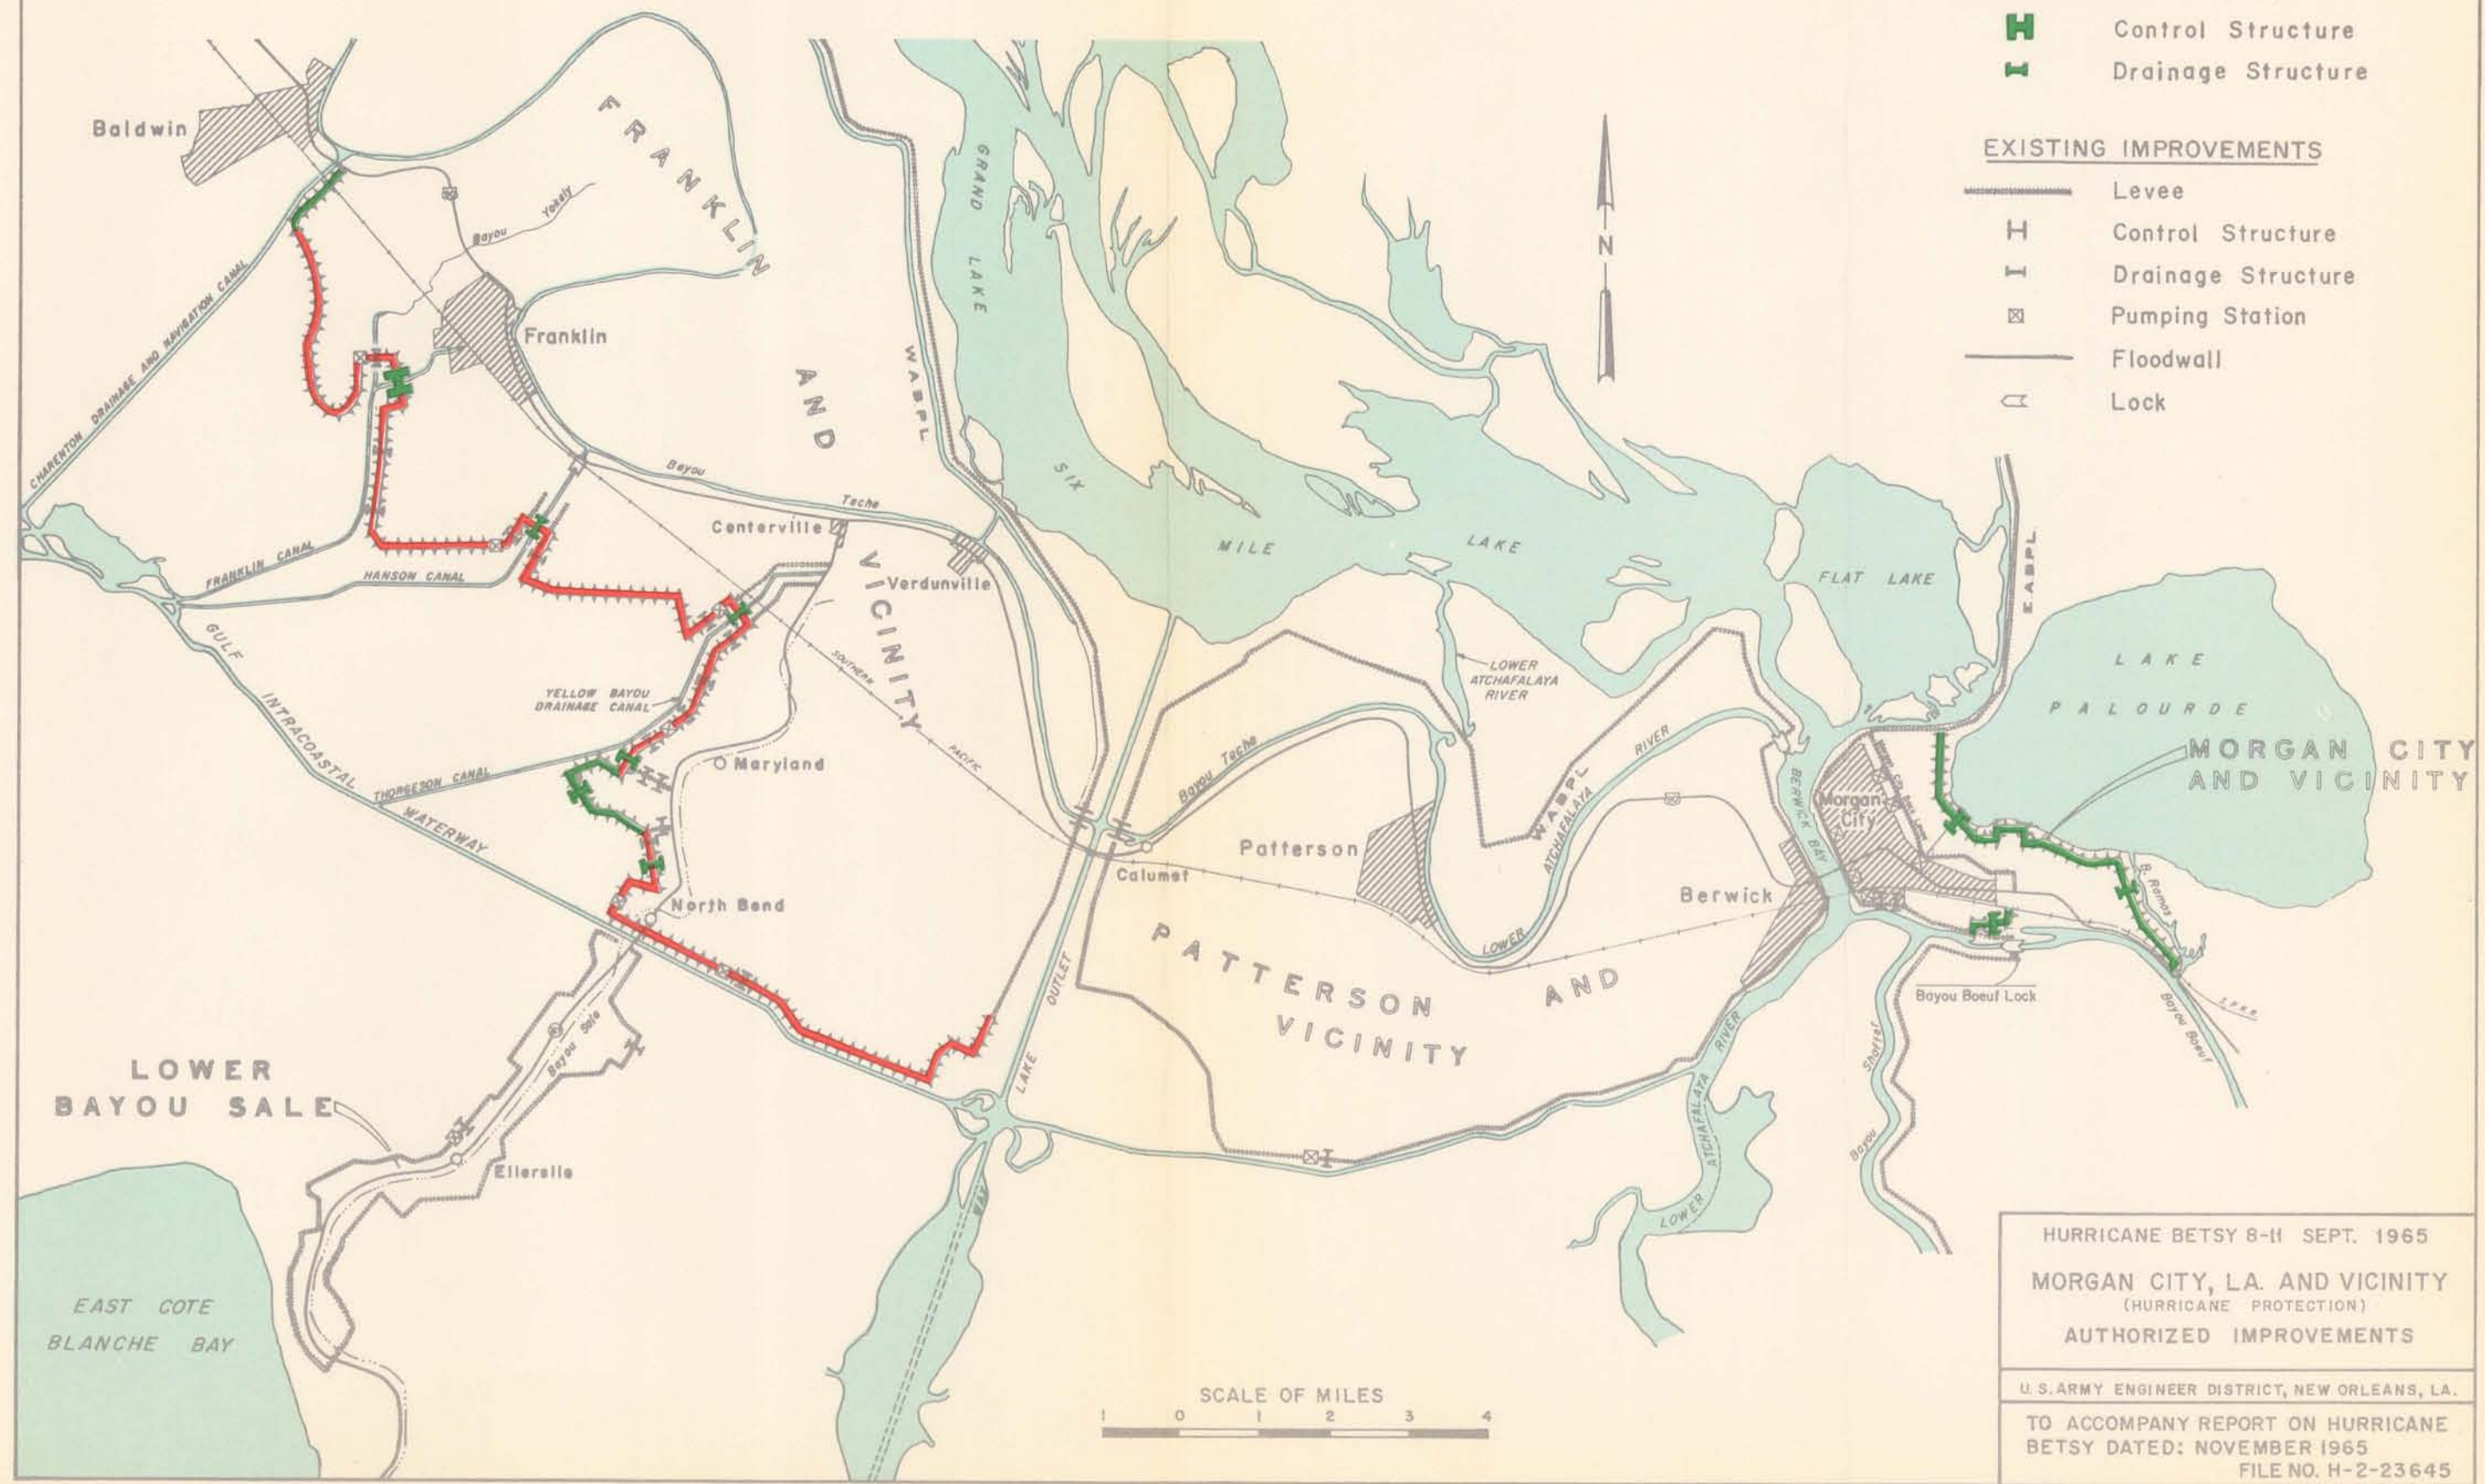 Control Structure
Drainage Structure
EXISTING IMPROVEMENTS
Levee
Control Structure
Drainage Structure
Pumping Station
Floodwall
Lock
N
Baldwin
FRANKLIN
AND
VICINITY
Bayou Yokely
Franklin
CHARENTON DRAINAGE AND NAVIGATION CANAL
GRAND LAKE
W.A.B.P.L.
SIX
MILE
LAKE
FLAT LAKE
E.A.B.P.L.
LAKE
PALOURDE
MORGAN CITY
AND VICINITY
Bayou Teche
Centerville
Verdunville
FRANKLIN CANAL
HANSON CANAL
GULF
INTRACOASTAL
WATERWAY
YELLOW BAYOU
DRAINAGE CANAL
THORGESON CANAL
SOUTHERN
PACIFIC
Maryland
North Bend
LOWER
ATCHAFALAYA
RIVER
Bayou Teche
W.A.B.P.L.
LOWER ATCHAFALAYA RIVER
BERWICK BAY
Morgan
City
Patterson
Calumet
Berwick
PATTERSON AND
VICINITY
LAKE OUTLET
WAX
B. Ramos
Bayou Boeuf Lock
Bayou Boeuf
S.P.R.R.
Bayou Shaffer
LOWER ATCHAFALAYA RIVER
LOWER
BAYOU SALE
Bayou Sale
Ellerslie
EAST COTE
BLANCHE BAY
SCALE OF MILES
1 0 1 2 3 4
HURRICANE BETSY 8-11 SEPT. 1965
MORGAN CITY, LA. AND VICINITY
(HURRICANE PROTECTION)
AUTHORIZED IMPROVEMENTS
U. S. ARMY ENGINEER DISTRICT, NEW ORLEANS, LA.
TO ACCOMPANY REPORT ON HURRICANE
BETSY DATED: NOVEMBER 1965
FILE NO. H-2-23645